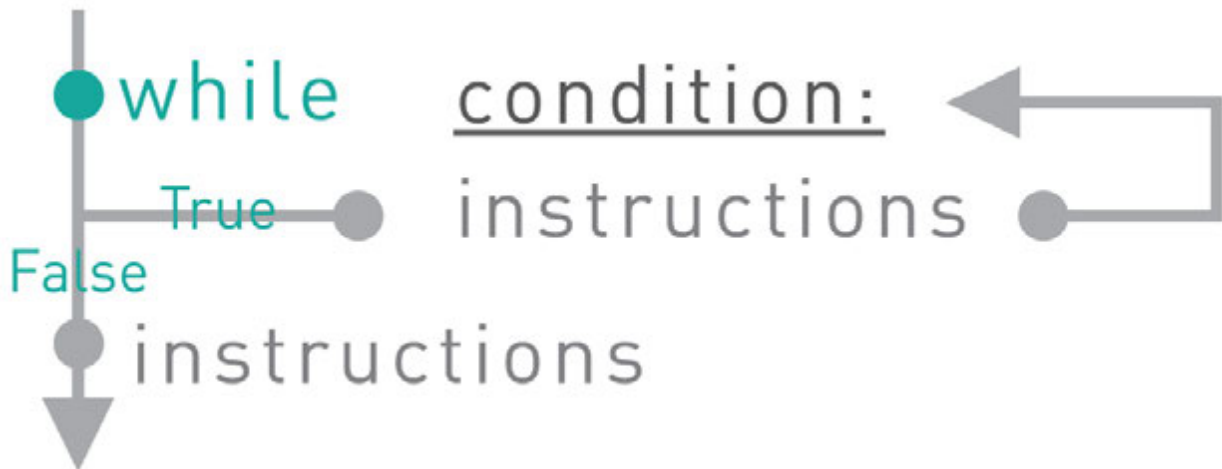 while condition:
True instructions
False
instructions